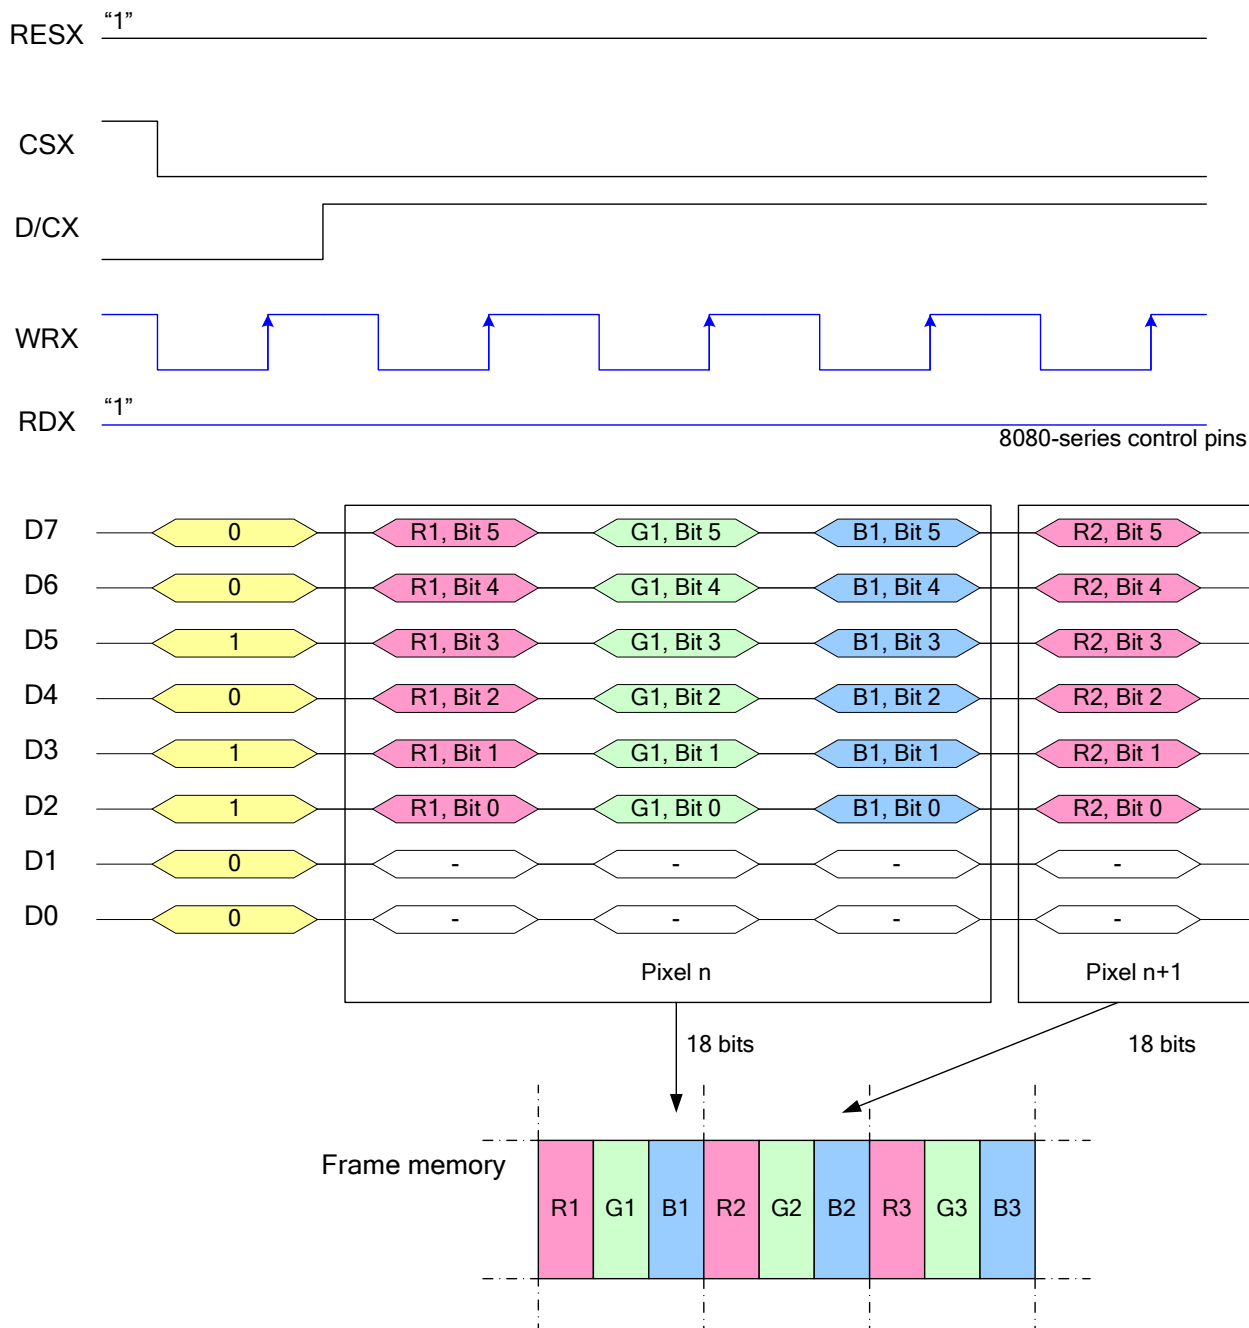 RESX “1”
CSX
D/CX
WRX
RDX “1”
8080-series control pins
D7 0 R1, Bit 5 G1, Bit 5 B1, Bit 5 R2, Bit 5
D6 0 R1, Bit 4 G1, Bit 4 B1, Bit 4 R2, Bit 4
D5 1 R1, Bit 3 G1, Bit 3 B1, Bit 3 R2, Bit 3
D4 0 R1, Bit 2 G1, Bit 2 B1, Bit 2 R2, Bit 2
D3 1 R1, Bit 1 G1, Bit 1 B1, Bit 1 R2, Bit 1
D2 1 R1, Bit 0 G1, Bit 0 B1, Bit 0 R2, Bit 0
D1 0 - - - -
D0 0 - - - -
Pixel n Pixel n+1
18 bits 18 bits
Frame memory
R1 G1 B1 R2 G2 B2 R3 G3 B3